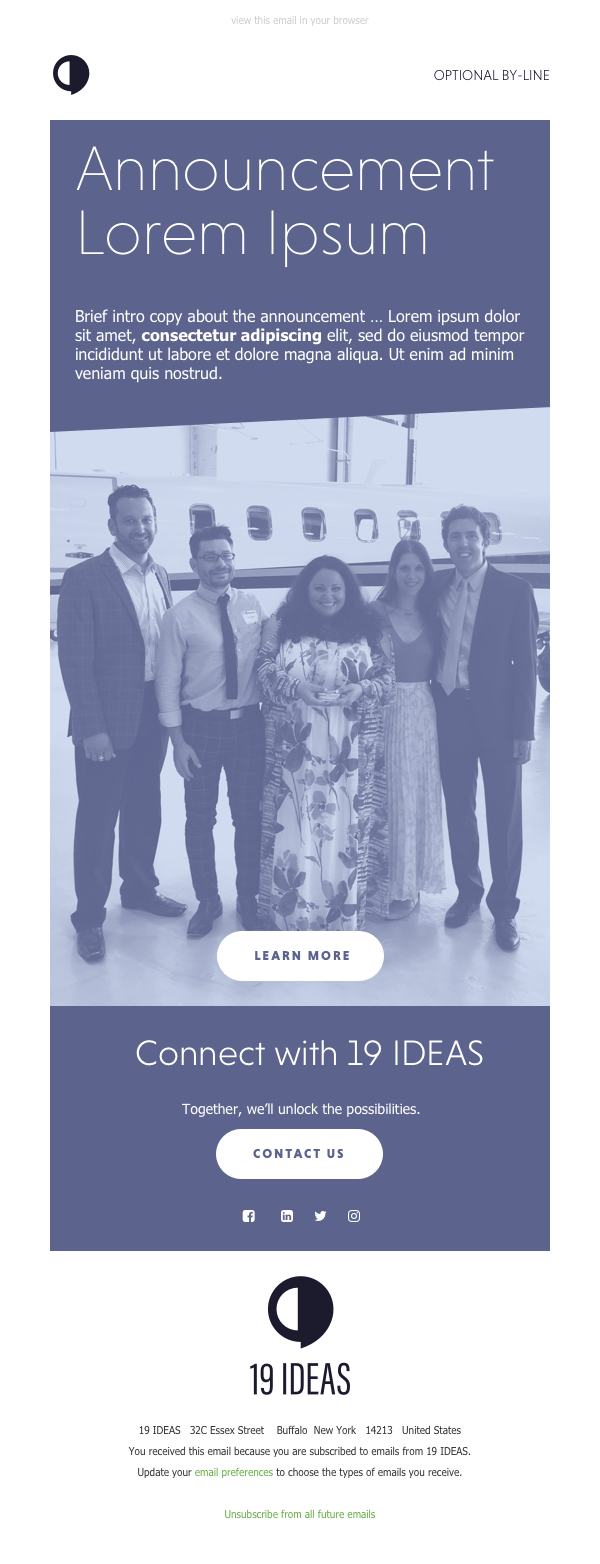 view this email in your browser
OPTIONAL BY-LINE
Announcement
Lorem Ipsum
Brief intro copy about the announcement ... Lorem ipsum dolor
sit amet, consectetur adipiscing elit, sed do eiusmod tempor
incididunt ut labore et dolore magna aliqua. Ut enim ad minim
veniam quis nostrud.
LEARN MORE
Connect with 19 IDEAS
Together, we’ll unlock the possibilities.
CONTACT US
19 IDEAS
19 IDEAS 32C Essex Street Buffalo New York 14213 United States
You received this email because you are subscribed to emails from 19 IDEAS.
Update your email preferences to choose the types of emails you receive.
Unsubscribe from all future emails